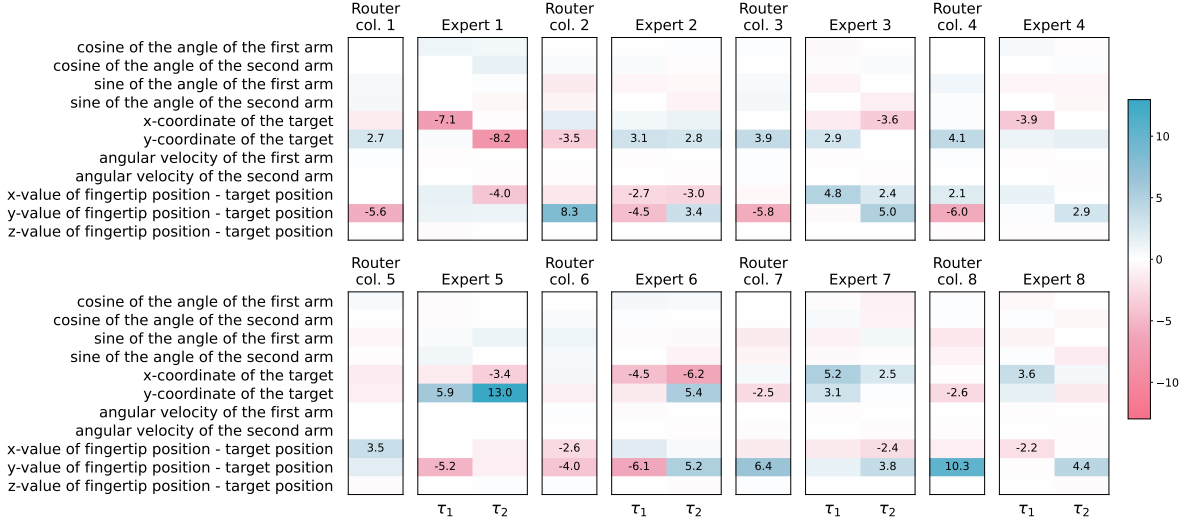 Router col. 1 Expert 1 Router col. 2 Expert 2 Router col. 3 Expert 3 Router col. 4 Expert 4
cosine of the angle of the first arm
cosine of the angle of the second arm
sine of the angle of the first arm
sine of the angle of the second arm
x-coordinate of the target -7.1 -3.6 -3.9
y-coordinate of the target 2.7 -8.2 -3.5 3.1 2.8 3.9 2.9 4.1
angular velocity of the first arm
angular velocity of the second arm
x-value of fingertip position - target position -4.0 -2.7 -3.0 4.8 2.4 2.1
y-value of fingertip position - target position -5.6 8.3 -4.5 3.4 -5.8 5.0 -6.0 2.9
z-value of fingertip position - target position
Router col. 5 Expert 5 Router col. 6 Expert 6 Router col. 7 Expert 7 Router col. 8 Expert 8
cosine of the angle of the first arm
cosine of the angle of the second arm
sine of the angle of the first arm
sine of the angle of the second arm
x-coordinate of the target -3.4 -4.5 -6.2 5.2 2.5 3.6
y-coordinate of the target 5.9 13.0 5.4 -2.5 3.1 -2.6
angular velocity of the first arm
angular velocity of the second arm
x-value of fingertip position - target position 3.5 -2.6 -2.4 -2.2
y-value of fingertip position - target position -5.2 -4.0 -6.1 5.2 6.4 3.8 10.3 4.4
z-value of fingertip position - target position
τ1 τ2 τ1 τ2 τ1 τ2 τ1 τ2
10
5
0
−5
−10